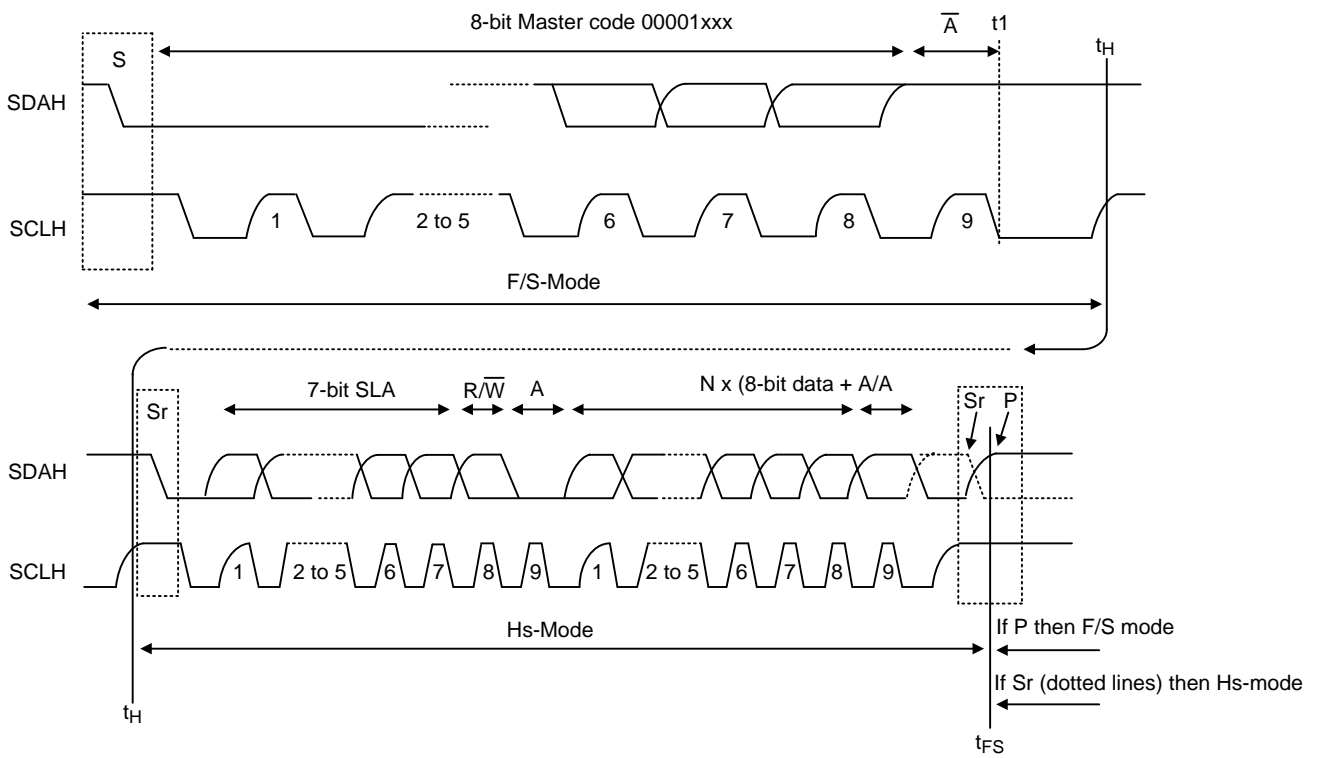 8-bit Master code 00001xxx
A̅
t1
S
tH
SDAH
SCLH
1
2 to 5
6
7
8
9
F/S-Mode
7-bit SLA
R/W̅
A
N x (8-bit data + A/A
Sr
Sr
P
SDAH
SCLH
1
2 to 5
6
7
8
9
1
2 to 5
6
7
8
9
Hs-Mode
If P then F/S mode
If Sr (dotted lines) then Hs-mode
tH
tFS